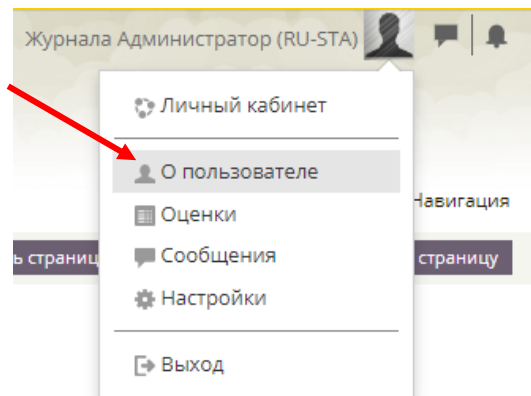 Журнала Администратор (RU-STA)
Личный кабинет
О пользователе
Навигация
Оценки
ь страниц
Сообщения
страницу
Настройки
Выход